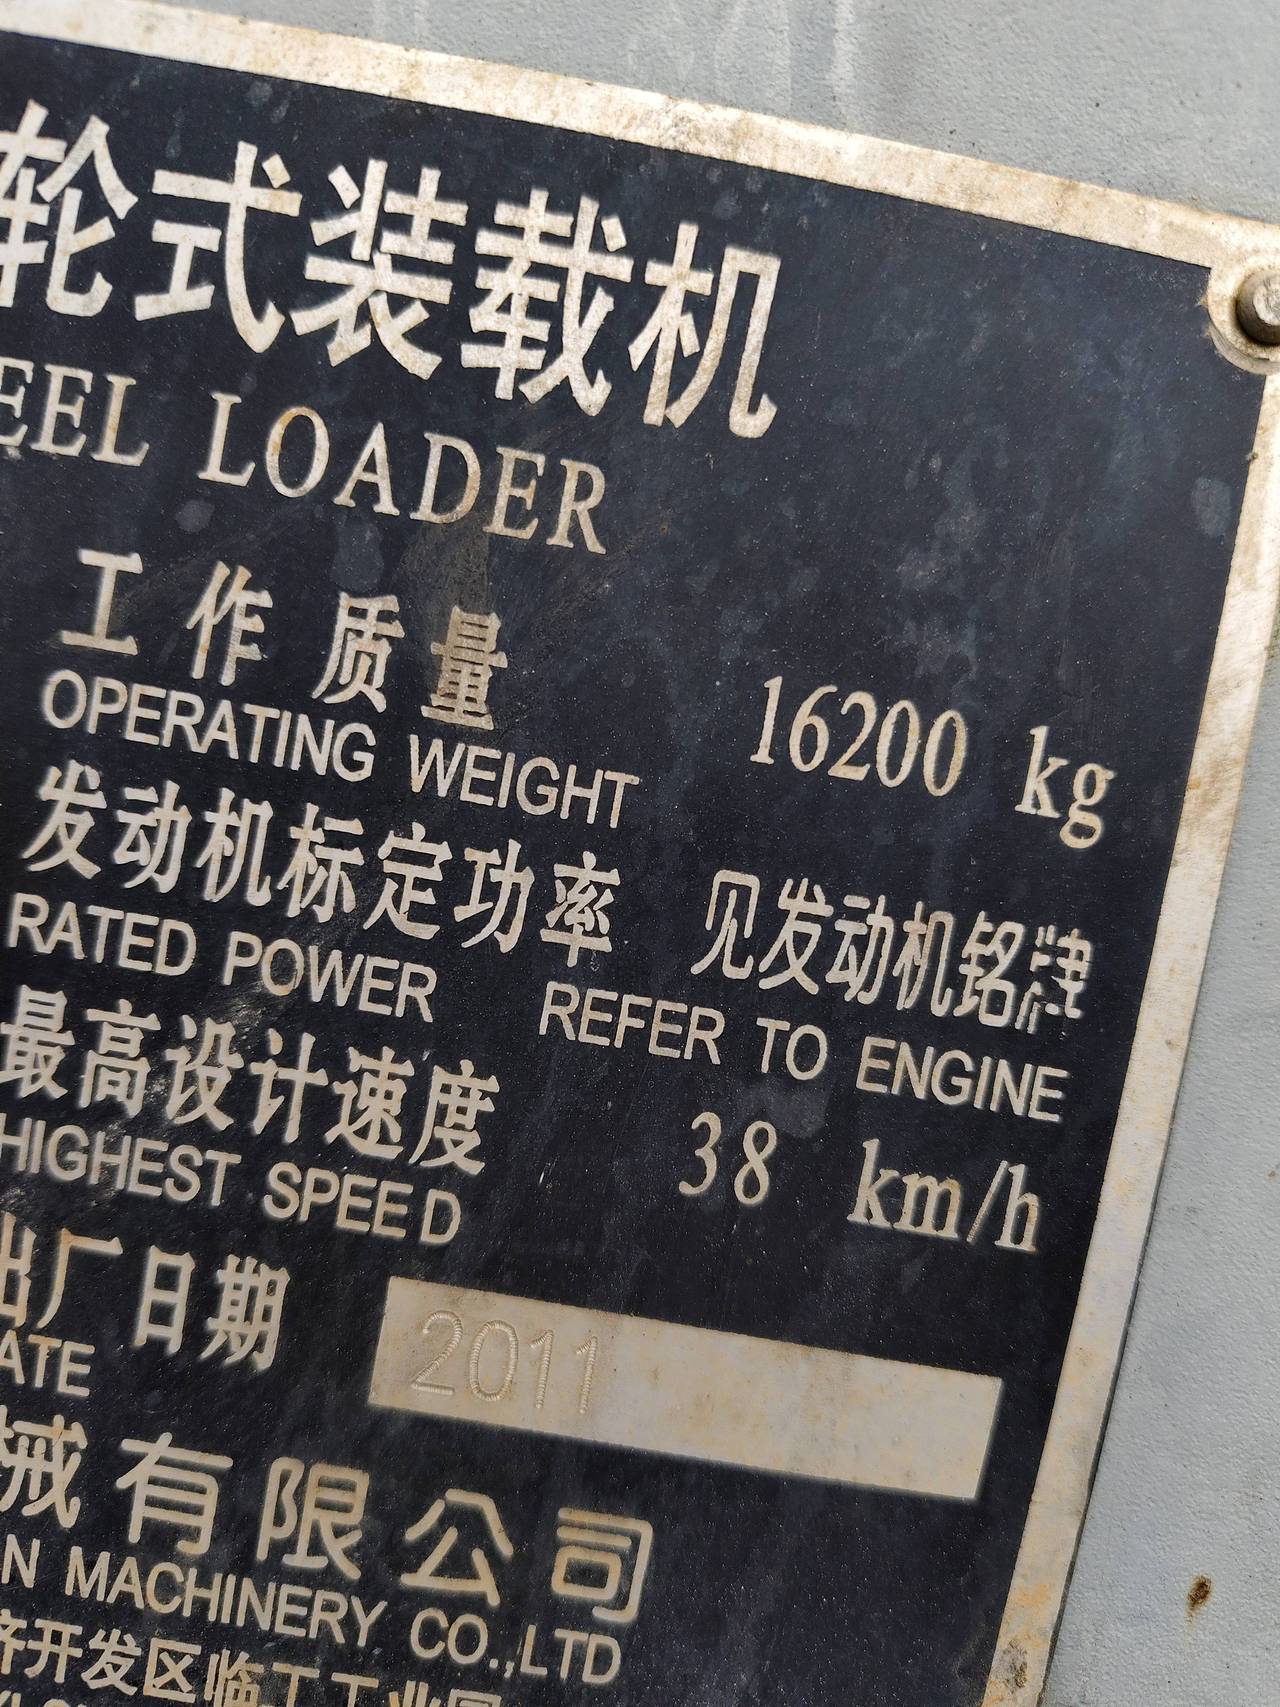 轮式装载机
EEL LOADER
工作质量 16200 kg
OPERATING WEIGHT
发动机标定功率 见发动机铭牌
RATED POWER REFER TO ENGINE
最高设计速度 38 km/h
HIGHEST SPEED
出厂日期 2011
ATE
械有限公司
N MACHINERY CO.,LTD
济开发区临工工业园